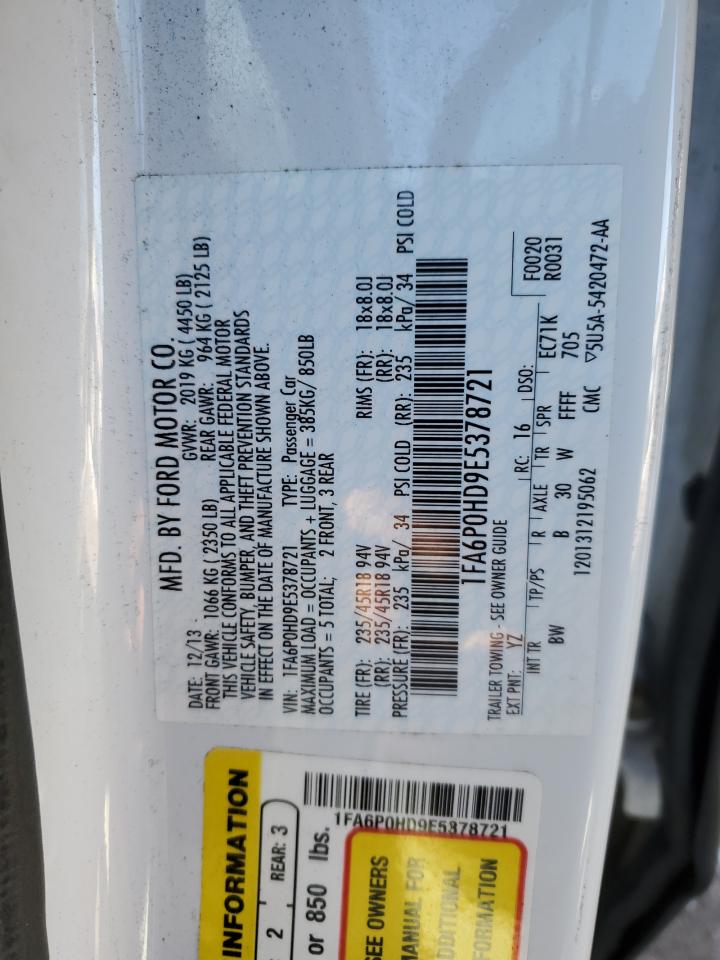 MFD. BY FORD MOTOR CO.
DATE: 12/13 GVWR: 2019 KG ( 4450 LB)
FRONT GAWR: 1066 KG ( 2350 LB) REAR GAWR: 964 KG ( 2125 LB)
THIS VEHICLE CONFORMS TO ALL APPLICABLE FEDERAL MOTOR
VEHICLE SAFETY, BUMPER, AND THEFT PREVENTION STANDARDS
IN EFFECT ON THE DATE OF MANUFACTURE SHOWN ABOVE.
VIN: 1FA6P0HD9E5378721 TYPE: Passenger Car
MAXIMUM LOAD = OCCUPANTS + LUGGAGE = 385KG/ 850LB
OCCUPANTS = 5 TOTAL; 2 FRONT, 3 REAR
TIRE (FR): 235/45R18 94V RIMS (FR): 18x8.0J
(RR): 235/45R18 94V (RR): 18x8.0J
PRESSURE (FR): 235 kPa/ 34 PSI COLD (RR): 235 kPa/ 34 PSI COLD
1FA6P0HD9E5378721
TRAILER TOWING - SEE OWNER GUIDE
EXT PNT: YZ RC: 16 DSO: F0020
R0031
INT TR TP/PS R AXLE TR SPR EC71K
BW B 30 W FFFF 705
1201312195062 CMC ▽5U5A-5420472-AA
INFORMATION
2 REAR: 3
or 850 lbs.
1FA6P0HD9E5378721
SEE OWNERS
MANUAL FOR
ADDITIONAL
INFORMATION